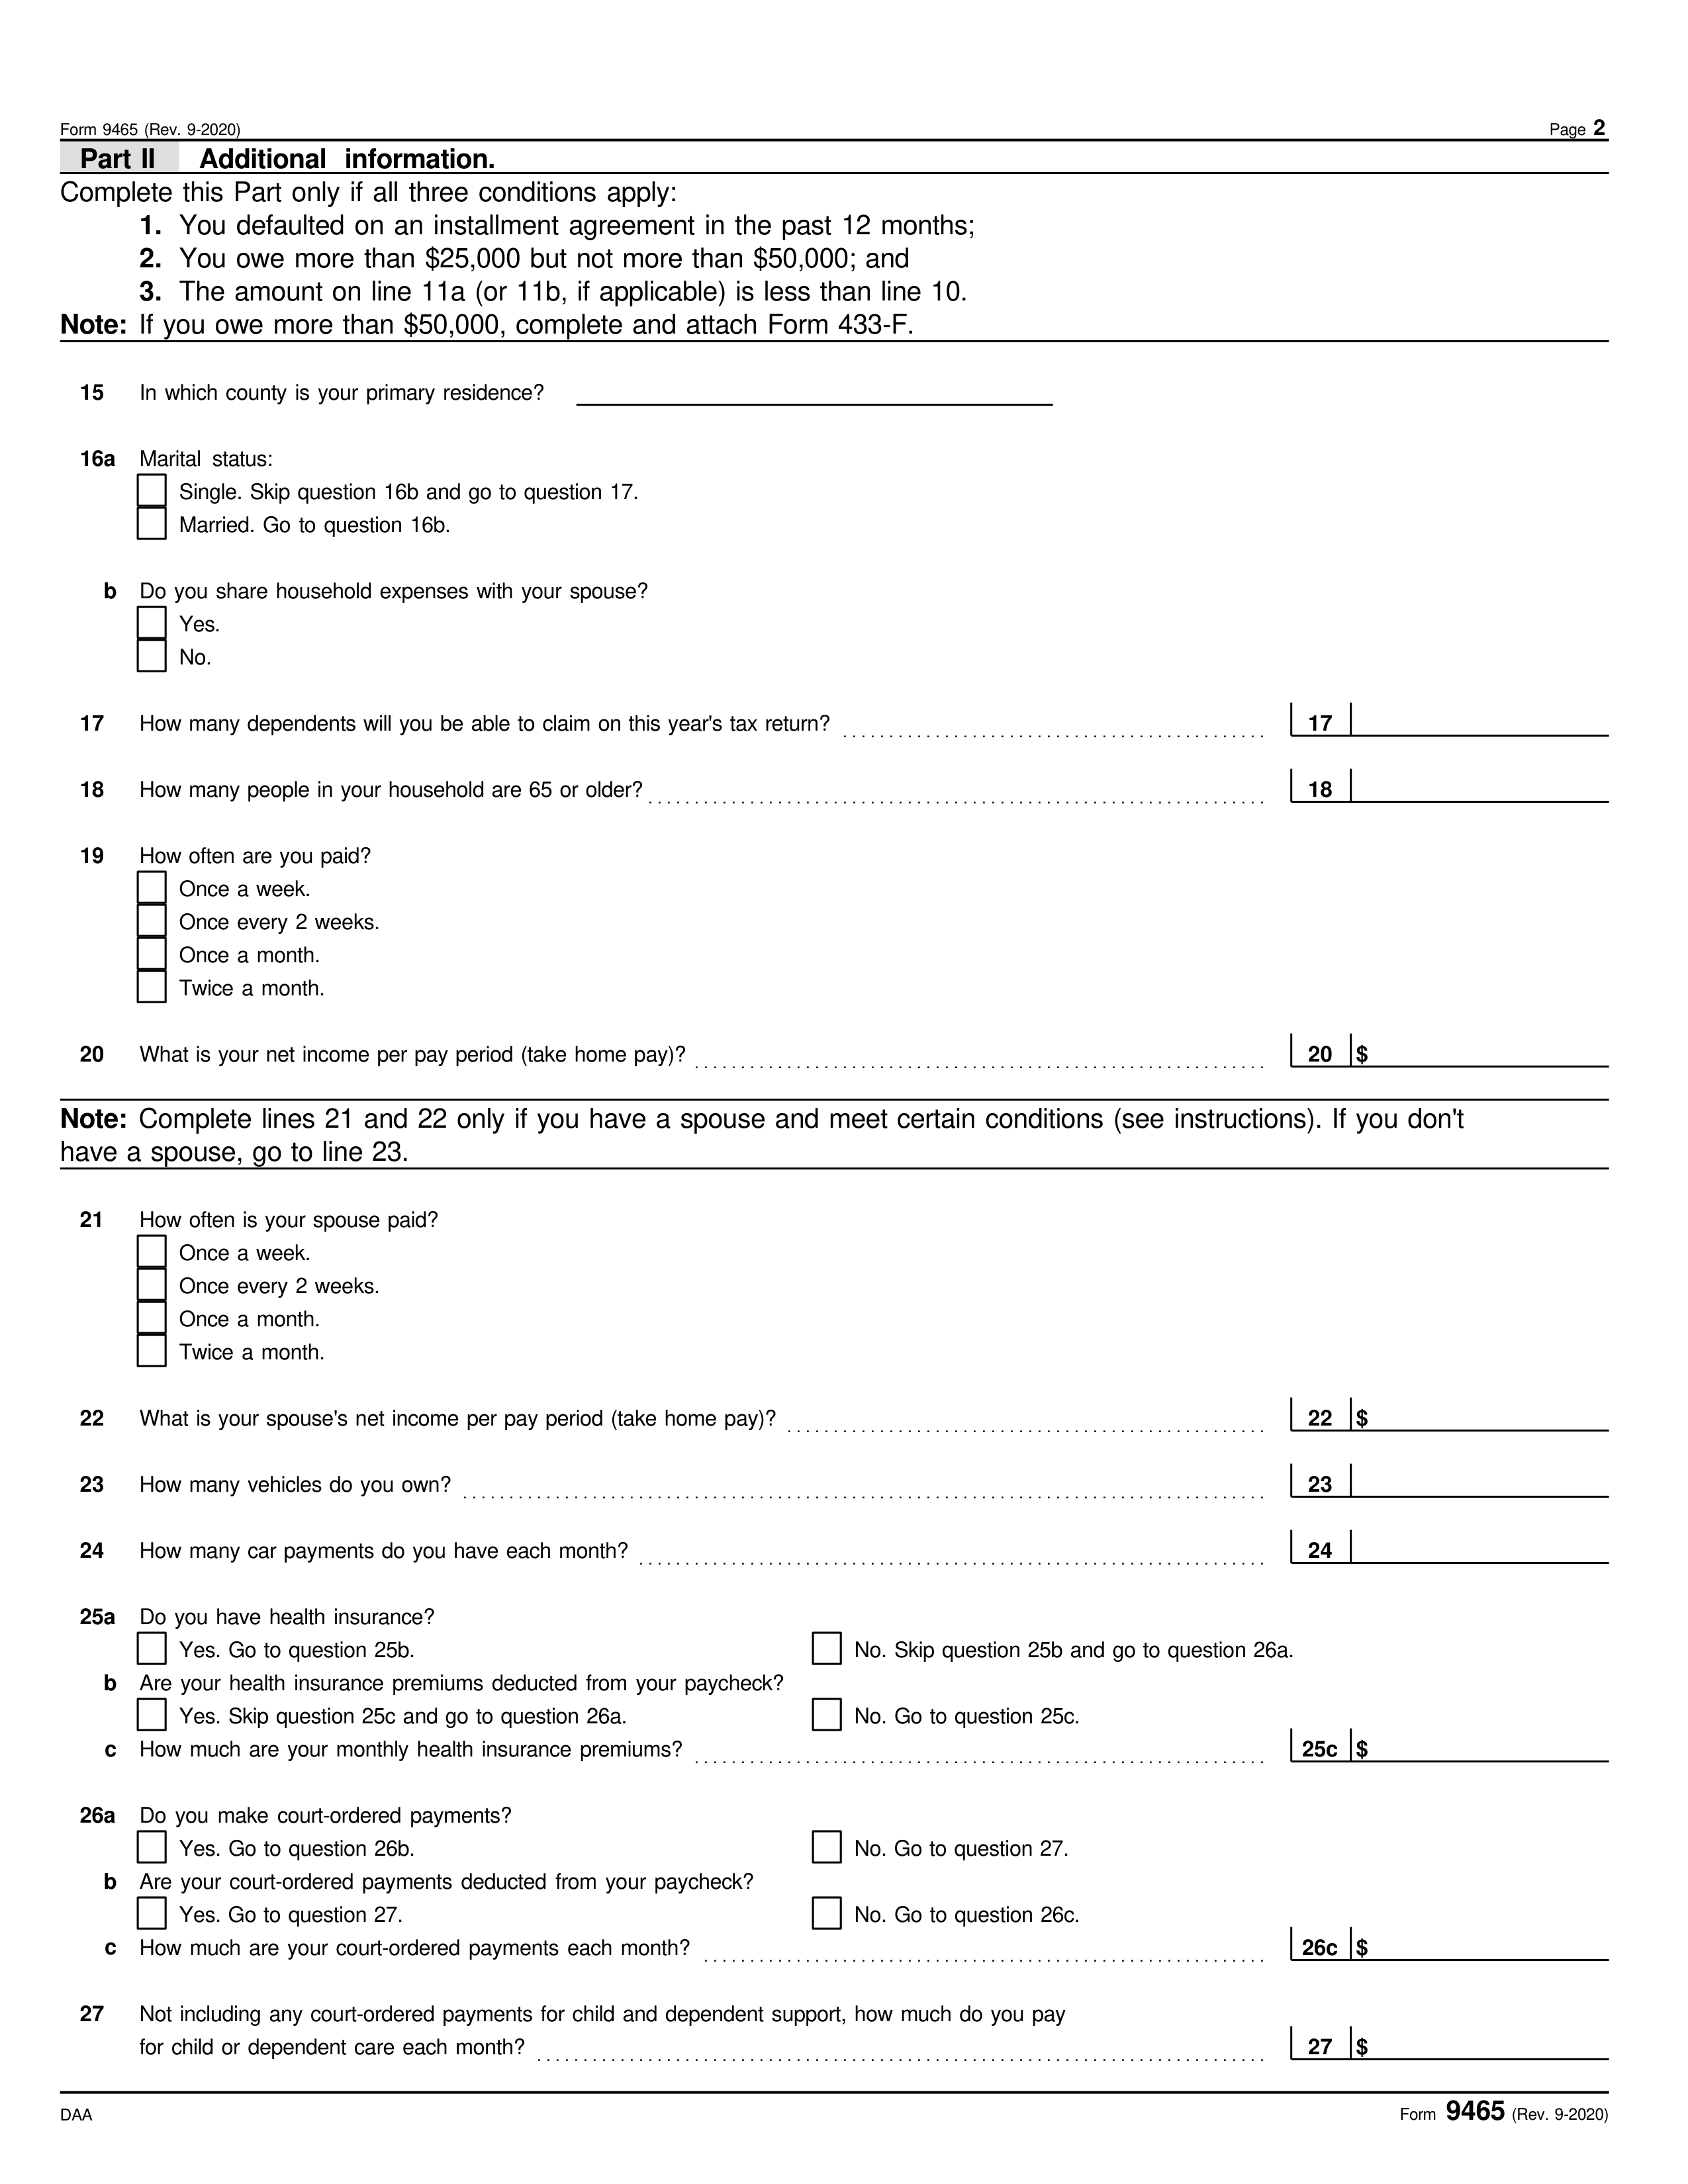 Form 9465 (Rev. 9-2020) Page 2
Part II Additional information.
Complete this Part only if all three conditions apply:
1. You defaulted on an installment agreement in the past 12 months;
2. You owe more than $25,000 but not more than $50,000; and
3. The amount on line 11a (or 11b, if applicable) is less than line 10.
Note: If you owe more than $50,000, complete and attach Form 433-F.
15 In which county is your primary residence?
16a Marital status:
Single. Skip question 16b and go to question 17.
Married. Go to question 16b.
b Do you share household expenses with your spouse?
Yes.
No.
17 How many dependents will you be able to claim on this year's tax return? 17
18 How many people in your household are 65 or older? 18
19 How often are you paid?
Once a week.
Once every 2 weeks.
Once a month.
Twice a month.
20 What is your net income per pay period (take home pay)? 20 $
Note: Complete lines 21 and 22 only if you have a spouse and meet certain conditions (see instructions). If you don't
have a spouse, go to line 23.
21 How often is your spouse paid?
Once a week.
Once every 2 weeks.
Once a month.
Twice a month.
22 What is your spouse's net income per pay period (take home pay)? 22 $
23 How many vehicles do you own? 23
24 How many car payments do you have each month? 24
25a Do you have health insurance?
Yes. Go to question 25b. No. Skip question 25b and go to question 26a.
b Are your health insurance premiums deducted from your paycheck?
Yes. Skip question 25c and go to question 26a. No. Go to question 25c.
c How much are your monthly health insurance premiums? 25c $
26a Do you make court-ordered payments?
Yes. Go to question 26b. No. Go to question 27.
b Are your court-ordered payments deducted from your paycheck?
Yes. Go to question 27. No. Go to question 26c.
c How much are your court-ordered payments each month? 26c $
27 Not including any court-ordered payments for child and dependent support, how much do you pay
for child or dependent care each month? 27 $
DAA Form 9465 (Rev. 9-2020)